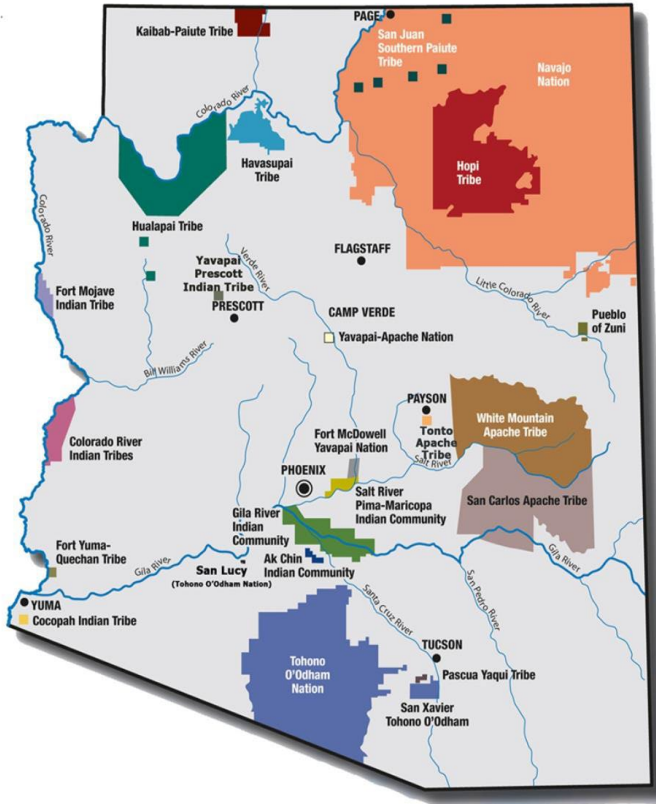 PAGE
Kaibab-Paiute Tribe
San Juan
Southern Paiute
Tribe
Navajo
Nation
Colorado River
Havasupai
Tribe
Hopi
Tribe
Colorado River
Hualapai Tribe
FLAGSTAFF
Verde River
Yavapai
Prescott
Indian Tribe
Fort Mojave
Indian Tribe
Little Colorado River
PRESCOTT
CAMP VERDE
Pueblo
of Zuni
Yavapai-Apache Nation
Bill Williams River
PAYSON
White Mountain
Apache Tribe
Tonto
Apache
Tribe
Colorado River
Indian Tribes
Fort McDowell
Yavapai Nation
Salt River
PHOENIX
Salt River
Pima-Maricopa
Indian Community
San Carlos Apache Tribe
Gila River
Indian
Community
Fort Yuma-
Quechan Tribe
Gila River
San Lucy
(Tohono O'Odham Nation)
Ak Chin
Indian Community
Gila River
Santa Cruz River
San Pedro River
YUMA
Cocopah Indian Tribe
TUCSON
Tohono
O'Odham
Nation
Pascua Yaqui Tribe
San Xavier
Tohono O'Odham